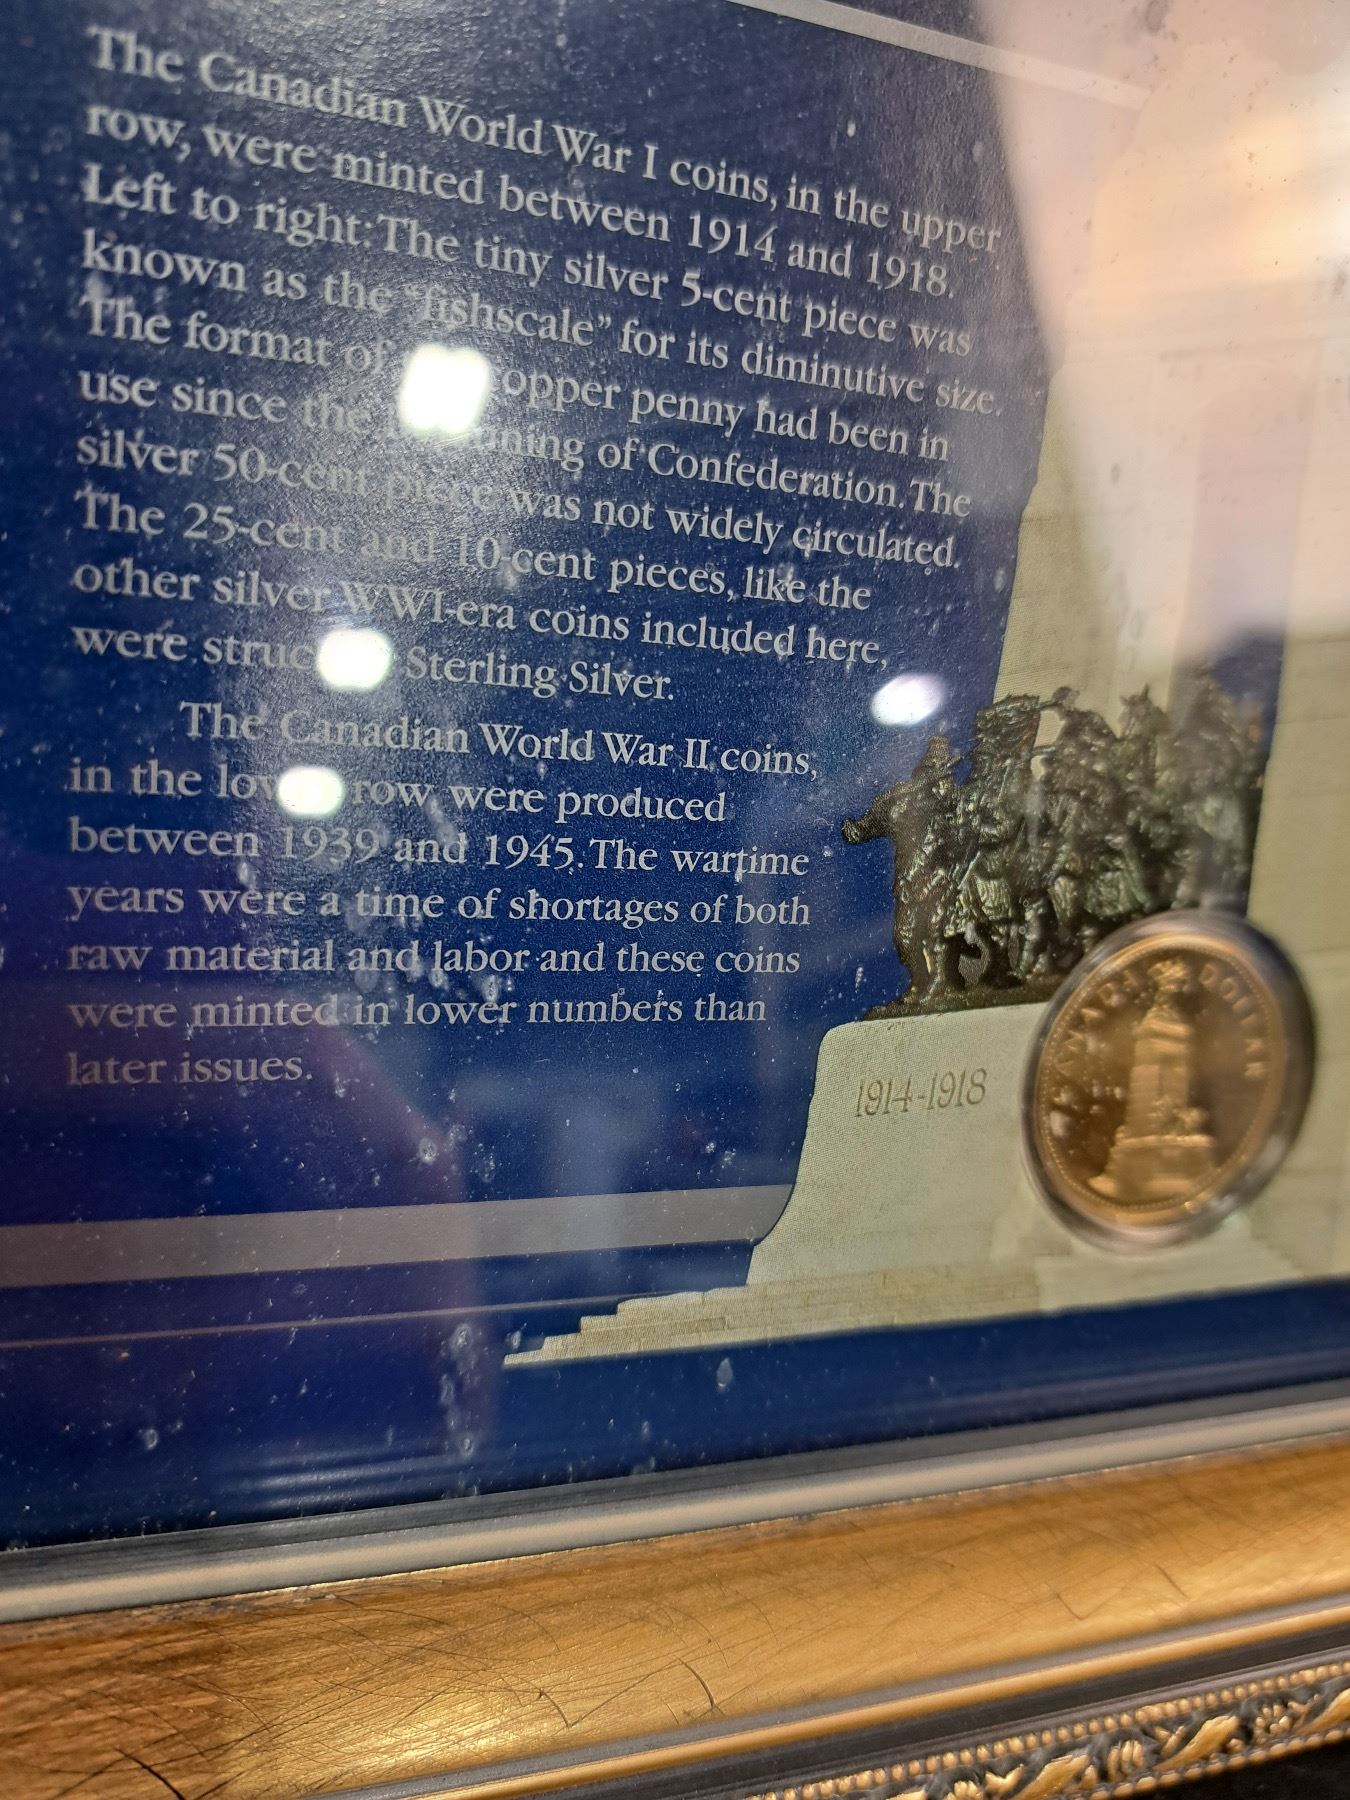 The Canadian World War I coins, in the upper
row, were minted between 1914 and 1918.
Left to right: The tiny silver 5-cent piece was
known as the "fishscale" for its diminutive size.
The format of opper penny had been in
use since the ning of Confederation. The
silver 50-cent piece was not widely circulated.
The 25-cent and 10-cent pieces, like the
other silver WWI-era coins included here,
were struc Sterling Silver.
The Canadian World War II coins,
in the lo row, were produced
between 1939 and 1945. The wartime
years were a time of shortages of both
raw material and labor and these coins
were minted in lower numbers than
later issues.
1914-1918
CANADA DOLLAR